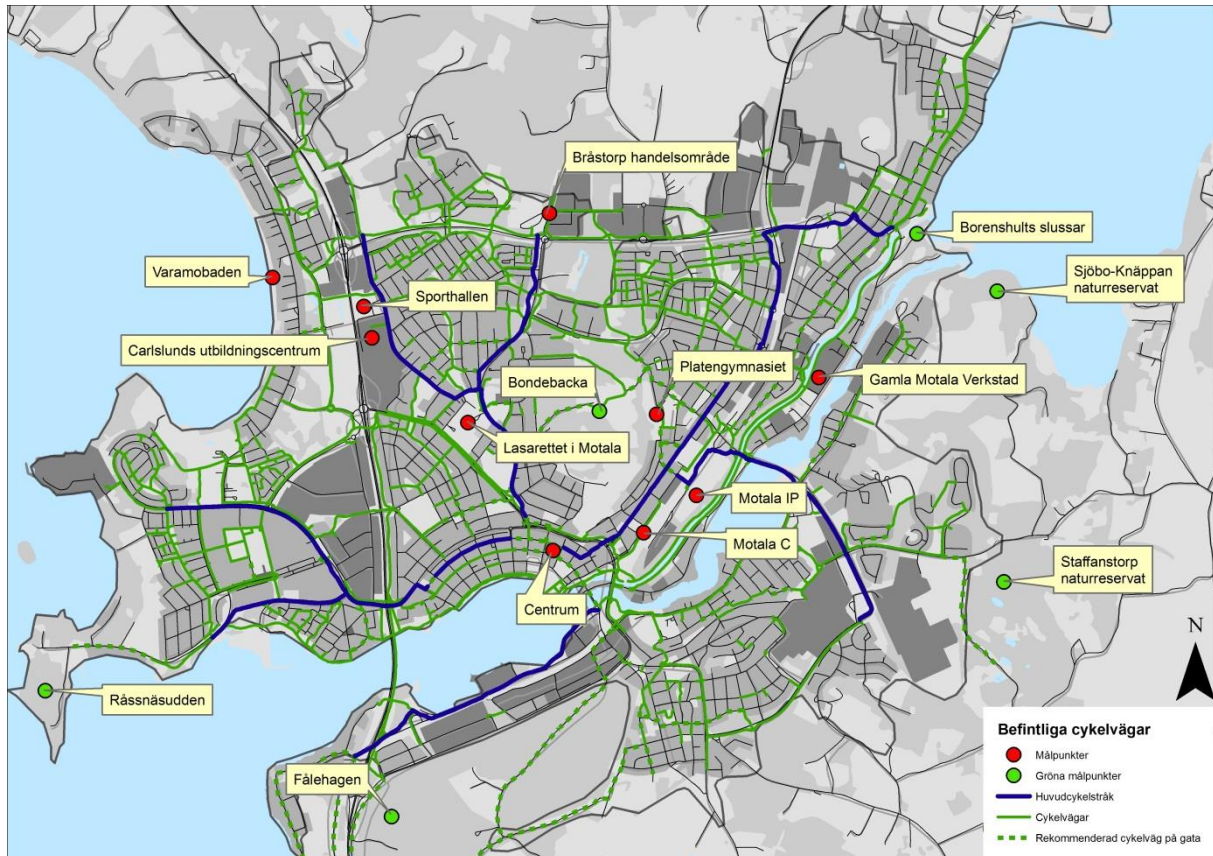 Bråstorp handelsområde
Borenshults slussar
Varamobaden
Sjöbo-Knäppan
naturreservat
Sporthallen
Carlslunds utbildningscentrum
Platengymnasiet
Gamla Motala Verkstad
Bondebacka
Lasarettet i Motala
Motala IP
Motala C
Staffanstorp
naturreservat
Centrum
Råssnäsudden
Fålehagen
N
Befintliga cykelvägar
Målpunkter
Gröna målpunkter
Huvudcykelstråk
Cykelvägar
Rekommenderad cykelväg på gata